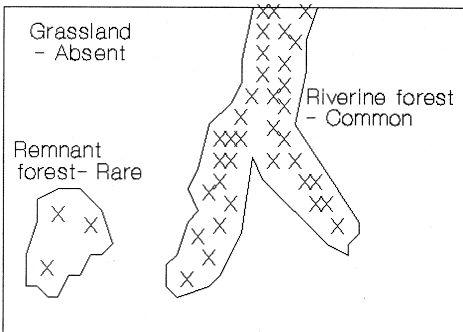 Grassland
- Absent
Riverine forest
- Common
Remnant
forest- Rare